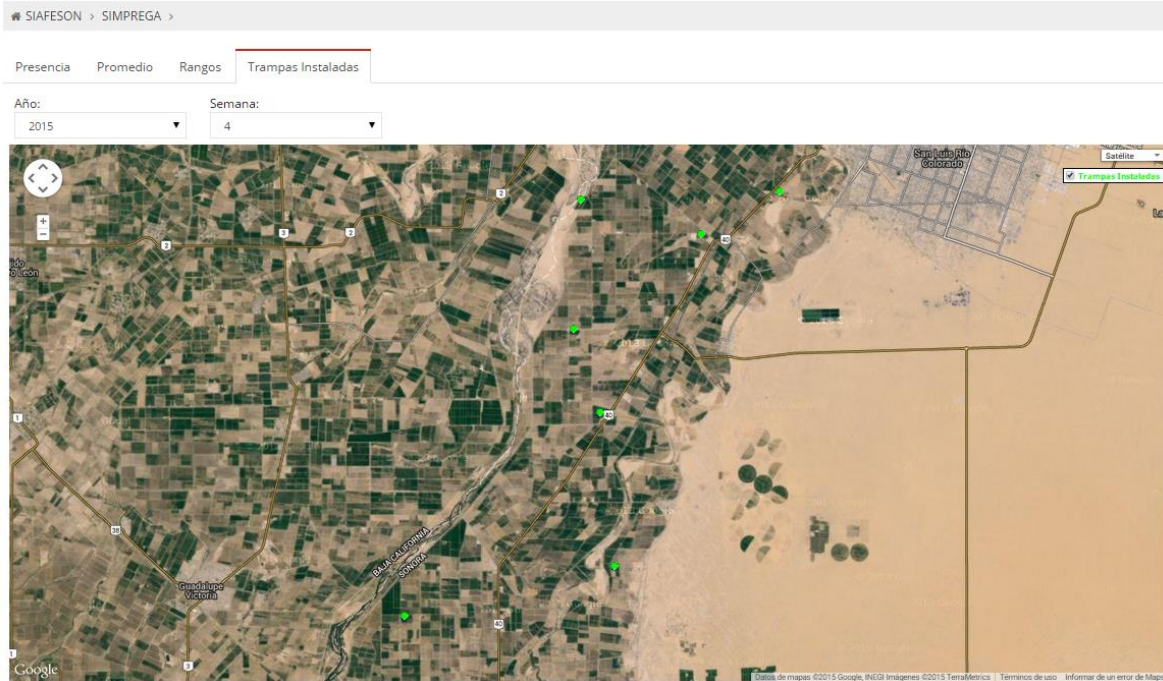 SIAFESON > SIMPREGA >
Presencia Promedio Rangos Trampas Instaladas
Año: Semana:
2015 4
San Luis Río
Colorado
Satélite
Trampas Instaladas
2
40
3
2
2
40
1
40
BAJA CALIFORNIA
SONORA
38
Guadalupe
Victoria
40
1
3
Google
Datos de mapas ©2015 Google, INEGI Imágenes ©2015 TerraMetrics Términos de uso Informar de un error de Maps